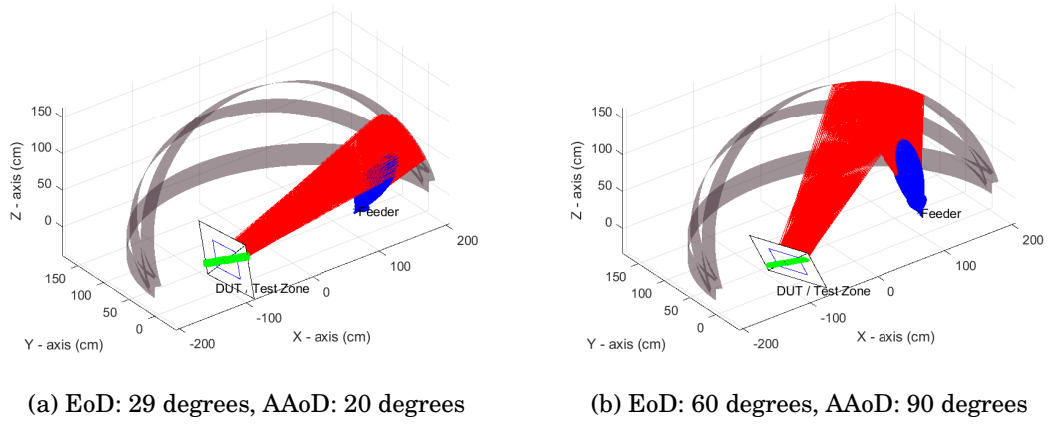 150
100
50
0
Z - axis (cm)
Feeder
DUT / Test Zone
200
100
0
-100
-200
X - axis (cm)
150
100
50
0
Y - axis (cm)
(a) EoD: 29 degrees, AAoD: 20 degrees
150
100
50
0
Z - axis (cm)
Feeder
DUT / Test Zone
200
100
0
-100
-200
X - axis (cm)
150
100
50
0
Y - axis (cm)
(b) EoD: 60 degrees, AAoD: 90 degrees